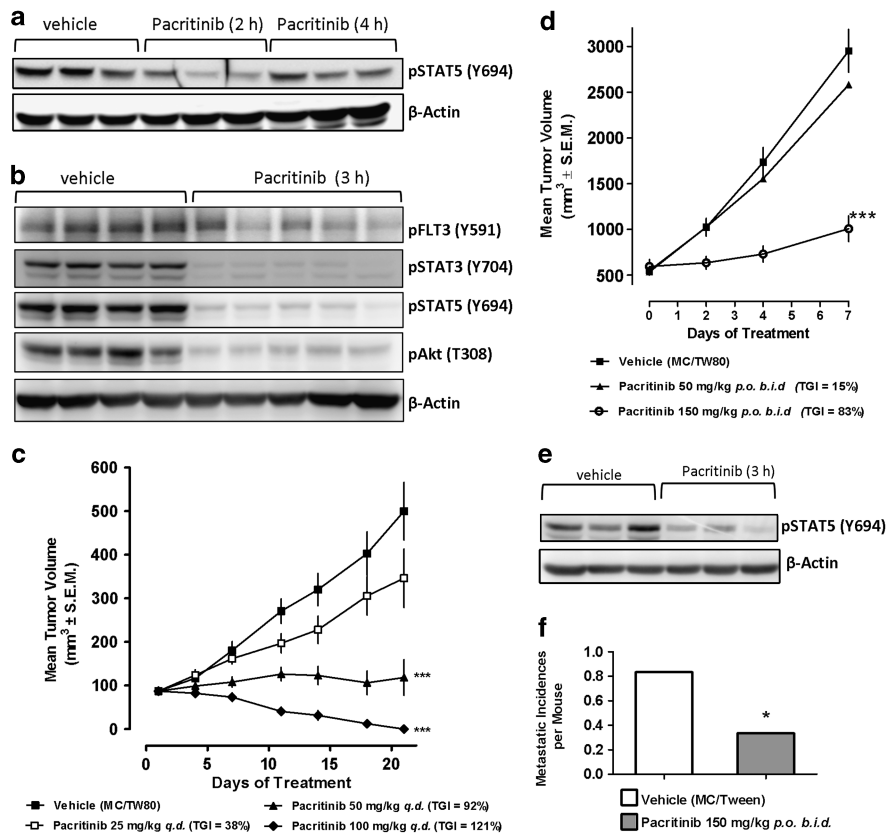 a
vehicle Pacritinib (2 h) Pacritinib (4 h)
pSTAT5 (Y694)
β-Actin
b
vehicle Pacritinib (3 h)
pFLT3 (Y591)
pSTAT3 (Y704)
pSTAT5 (Y694)
pAkt (T308)
β-Actin
c
Mean Tumor Volume
(mm³ ± S.E.M.)
600
500
400
300
200
100
0
***
***
0 5 10 15 20
Days of Treatment
Vehicle (MC/TW80)
Pacritinib 25 mg/kg q.d. (TGI = 38%)
Pacritinib 50 mg/kg q.d. (TGI = 92%)
Pacritinib 100 mg/kg q.d. (TGI = 121%)
d
Mean Tumor Volume
(mm³ ± S.E.M.)
3000
2500
2000
1500
1000
500
***
0 1 2 3 4 5 6 7
Days of Treatment
Vehicle (MC/TW80)
Pacritinib 50 mg/kg p.o. b.i.d (TGI = 15%)
Pacritinib 150 mg/kg p.o. b.i.d (TGI = 83%)
e
vehicle Pacritinib (3 h)
pSTAT5 (Y694)
β-Actin
f
Metastatic Incidences
per Mouse
1.0
0.8
0.6
0.4
0.2
0.0
*
Vehicle (MC/Tween)
Pacritinib 150 mg/kg p.o. b.i.d.